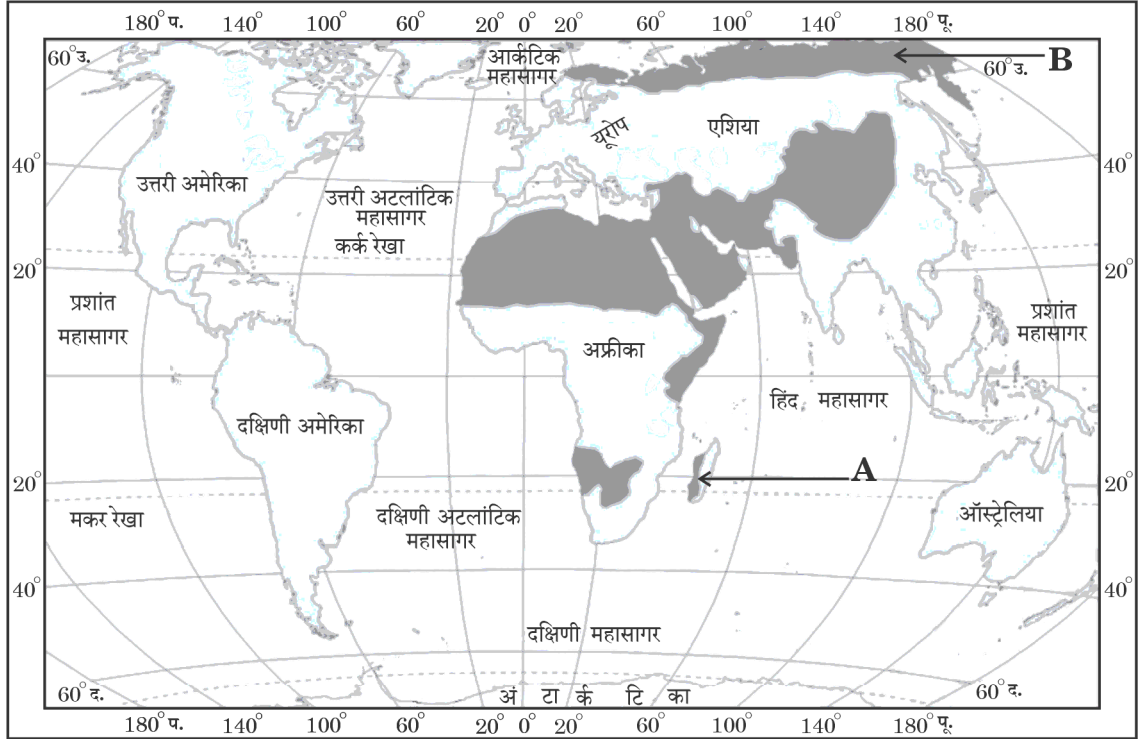 180° प. 140° 100° 60° 20° 0° 20° 60° 100° 140° 180° पू.
60° उ.
आर्कटिक
महासागर
B
60° उ.
यूरोप
एशिया
40°
40°
उत्तरी अमेरिका
उत्तरी अटलांटिक
महासागर
कर्क रेखा
20°
20°
प्रशांत
महासागर
प्रशांत
महासागर
अफ्रीका
हिंद महासागर
दक्षिणी अमेरिका
A
20°
20°
मकर रेखा
दक्षिणी अटलांटिक
महासागर
ऑस्ट्रेलिया
40°
40°
दक्षिणी महासागर
60° द.
60° द.
अं टा र्क टि का
180° प. 140° 100° 60° 20° 0° 20° 60° 100° 140° 180° पू.